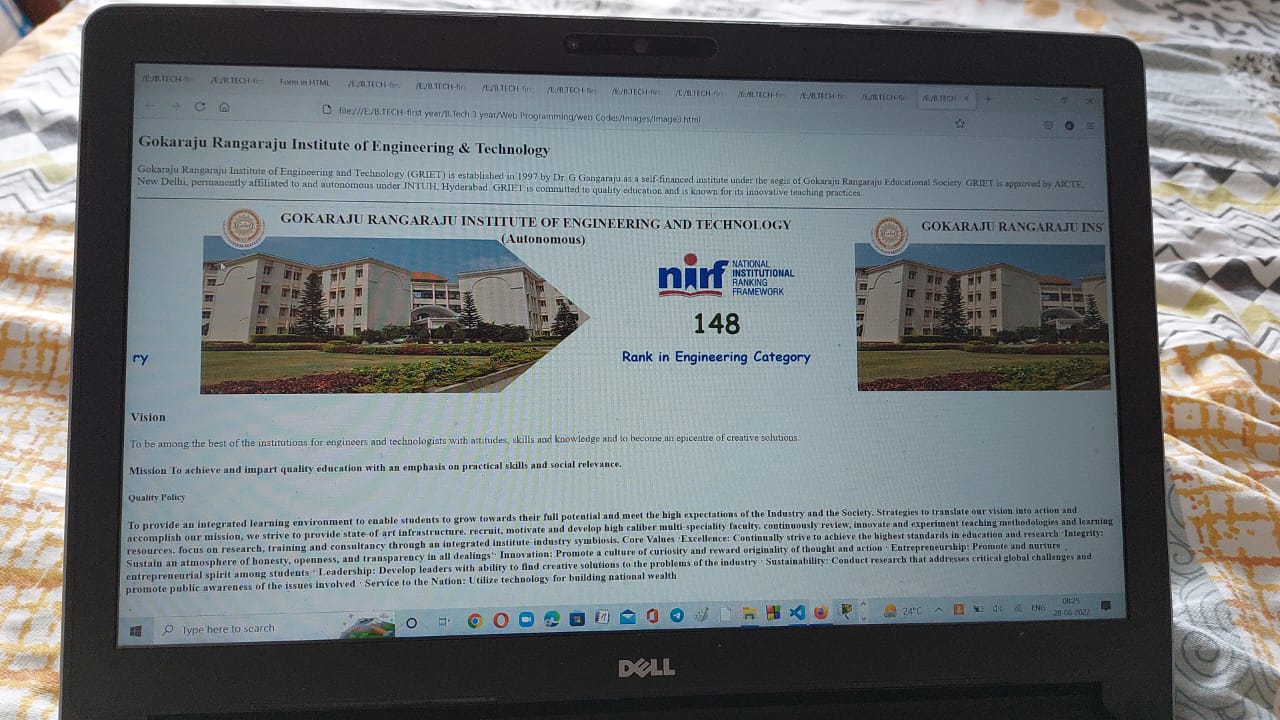 /E:/B.TECH-firs
/E:/B.TECH-firs
Form in HTML
/E:/B.TECH-firs
/E:/B.TECH-firs
/E:/B.TECH-firs
/E:/B.TECH-firs
/E:/B.TECH-firs
/E:/B.TECH-firs
/E:/B.TECH-firs
/E:/B.TECH-firs
/E:/B.TECH-firs
/E:/B.TECH-
file:///E:/B.TECH-first year/B.Tech 3 year/Web Programming/web Codes/Images/Image3.html
Gokaraju Rangaraju Institute of Engineering & Technology
Gokaraju Rangaraju Institute of Engineering and Technology (GRIET) is established in 1997 by Dr. G Gangaraju as a self-financed institute under the aegis of Gokaraju Rangaraju Educational Society. GRIET is approved by AICTE,
New Delhi, permanently affiliated to and autonomous under JNTUH, Hyderabad. GRIET is committed to quality education and is known for its innovative teaching practices.
GOKARAJU RANGARAJU INSTITUTE OF ENGINEERING AND TECHNOLOGY
(Autonomous)
GOKARAJU RANGARAJU INS
nirf
NATIONAL
INSTITUTIONAL
RANKING
FRAMEWORK
148
ry
Rank in Engineering Category
Vision
To be among the best of the institutions for engineers and technologists with attitudes, skills and knowledge and to become an epicentre of creative solutions.
Mission To achieve and impart quality education with an emphasis on practical skills and social relevance.
Quality Policy
To provide an integrated learning environment to enable students to grow towards their full potential and meet the high expectations of the Industry and the Society. Strategies to translate our vision into action and
accomplish our mission, we strive to provide state-of art infrastructure. recruit, motivate and develop high caliber multi-speciality faculty. continuously review, innovate and experiment teaching methodologies and learning
resources. focus on research, training and consultancy through an integrated institute-industry symbiosis. Core Values ·Excellence: Continually strive to achieve the highest standards in education and research ·Integrity:
Sustain an atmosphere of honesty, openness, and transparency in all dealings'· Innovation: Promote a culture of curiosity and reward originality of thought and action · Entrepreneurship: Promote and nurture
entrepreneurial spirit among students · Leadership: Develop leaders with ability to find creative solutions to the problems of the industry · Sustainability: Conduct research that addresses critical global challenges and
promote public awareness of the issues involved · Service to the Nation: Utilize technology for building national wealth
Type here to search
24°C
ENG
08:25
DELL